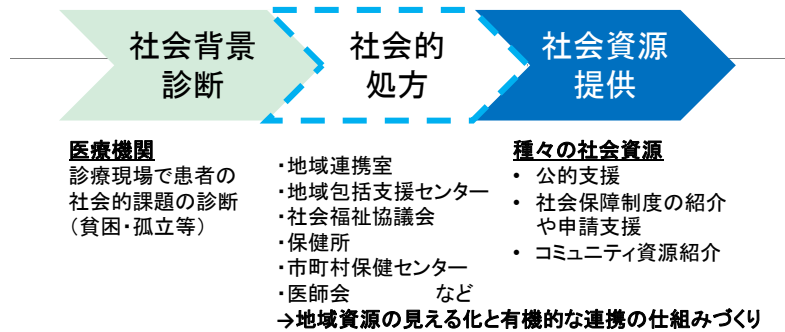 社会背景
診断
社会的
処方
社会資源
提供
医療機関
診療現場で患者の
社会的課題の診断
（貧困・孤立等）
・地域連携室
・地域包括支援センター
・社会福祉協議会
・保健所
・市町村保健センター
・医師会　　　　など
→地域資源の見える化と有機的な連携の仕組みづくり
種々の社会資源
• 公的支援
• 社会保障制度の紹介
や申請支援
• コミュニティ資源紹介